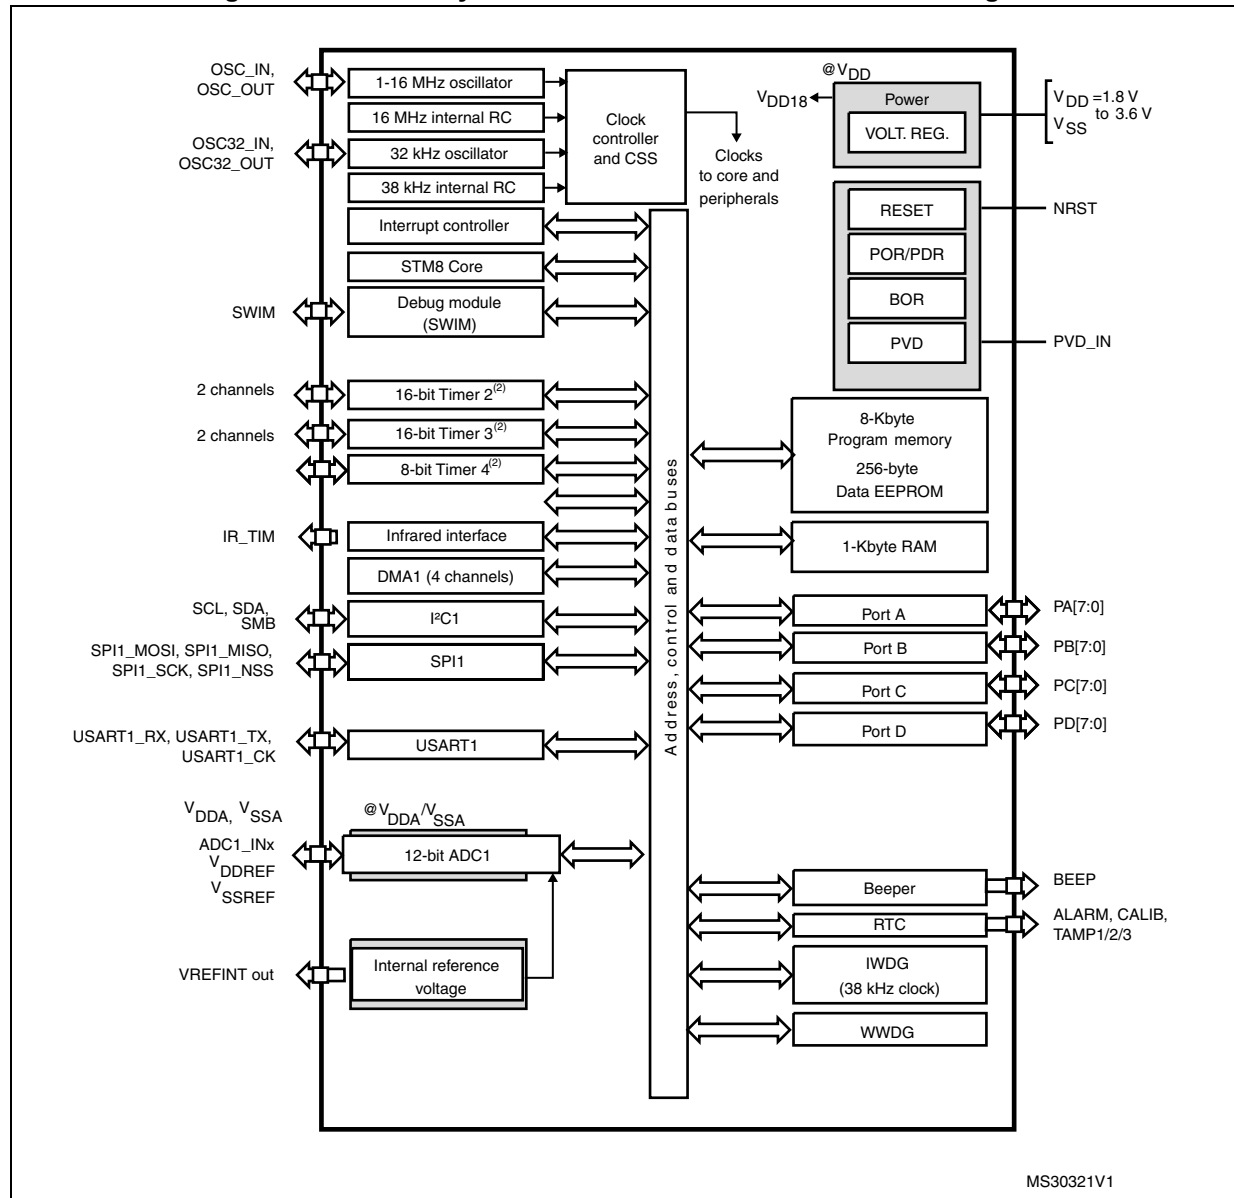 OSC_IN,
OSC_OUT
1-16 MHz oscillator
16 MHz internal RC
OSC32_IN,
OSC32_OUT
32 kHz oscillator
38 kHz internal RC
Clock
controller
and CSS
Clocks
to core and
peripherals
@VDD
VDD18
Power
VOLT. REG.
VDD =1.8 V
to 3.6 V
VSS
RESET
NRST
POR/PDR
BOR
PVD
PVD_IN
Interrupt controller
STM8 Core
SWIM
Debug module
(SWIM)
2 channels
16-bit Timer 2(2)
2 channels
16-bit Timer 3(2)
8-bit Timer 4(2)
IR_TIM
Infrared interface
DMA1 (4 channels)
SCL, SDA,
SMB
I²C1
SPI1_MOSI, SPI1_MISO,
SPI1_SCK, SPI1_NSS
SPI1
USART1_RX, USART1_TX,
USART1_CK
USART1
VDDA, VSSA
@VDDA/VSSA
ADC1_INx
VDDREF
VSSREF
12-bit ADC1
VREFINT out
Internal reference
voltage
Address, control and data buses
8-Kbyte
Program memory
256-byte
Data EEPROM
1-Kbyte RAM
Port A
PA[7:0]
Port B
PB[7:0]
Port C
PC[7:0]
Port D
PD[7:0]
Beeper
BEEP
RTC
ALARM, CALIB,
TAMP1/2/3
IWDG
(38 kHz clock)
WWDG
MS30321V1